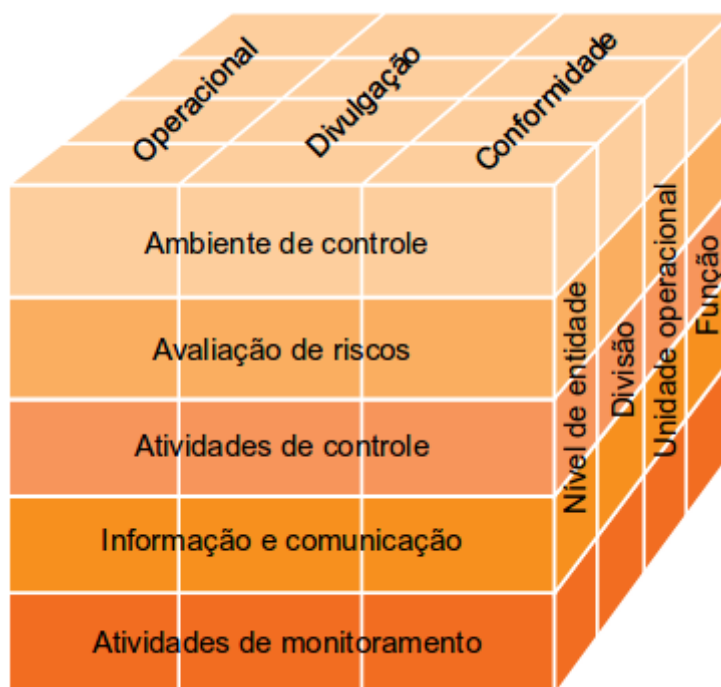 Operacional
Divulgação
Conformidade
Ambiente de controle
Avaliação de riscos
Atividades de controle
Informação e comunicação
Atividades de monitoramento
Nível de entidade
Divisão
Unidade operacional
Função